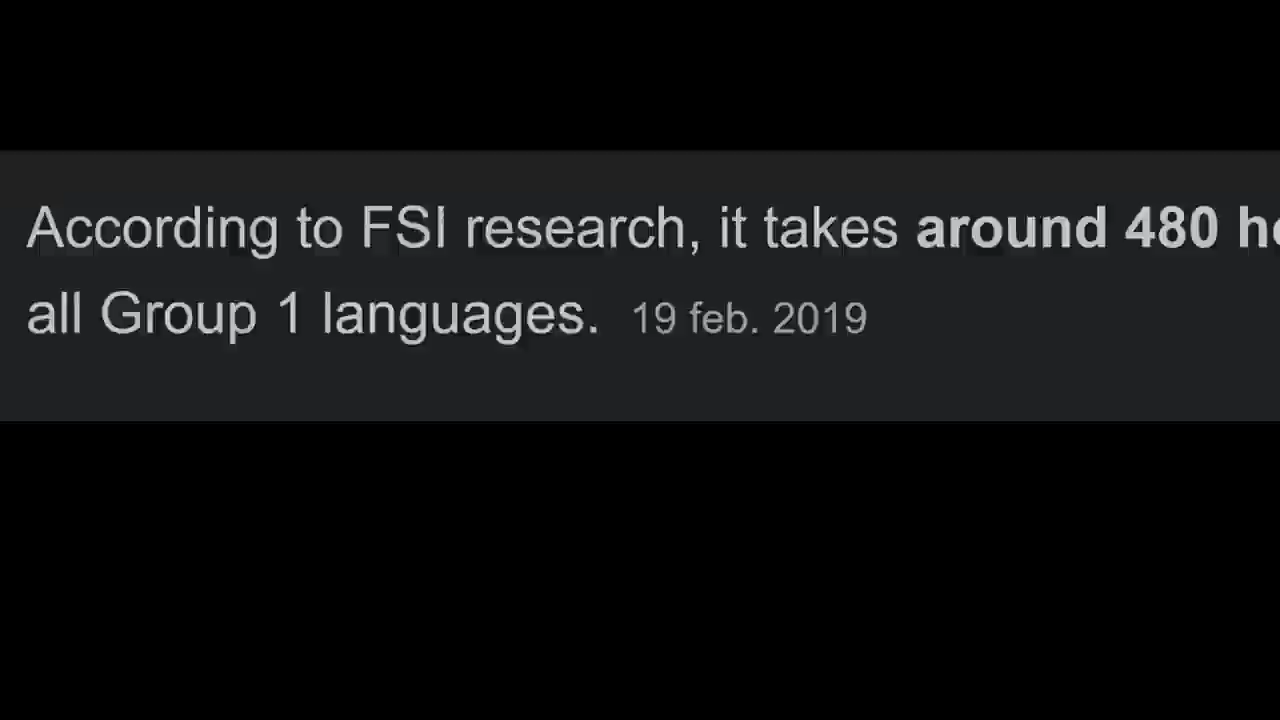 According to FSI research, it takes around 480
all Group 1 languages. 19 feb. 2019